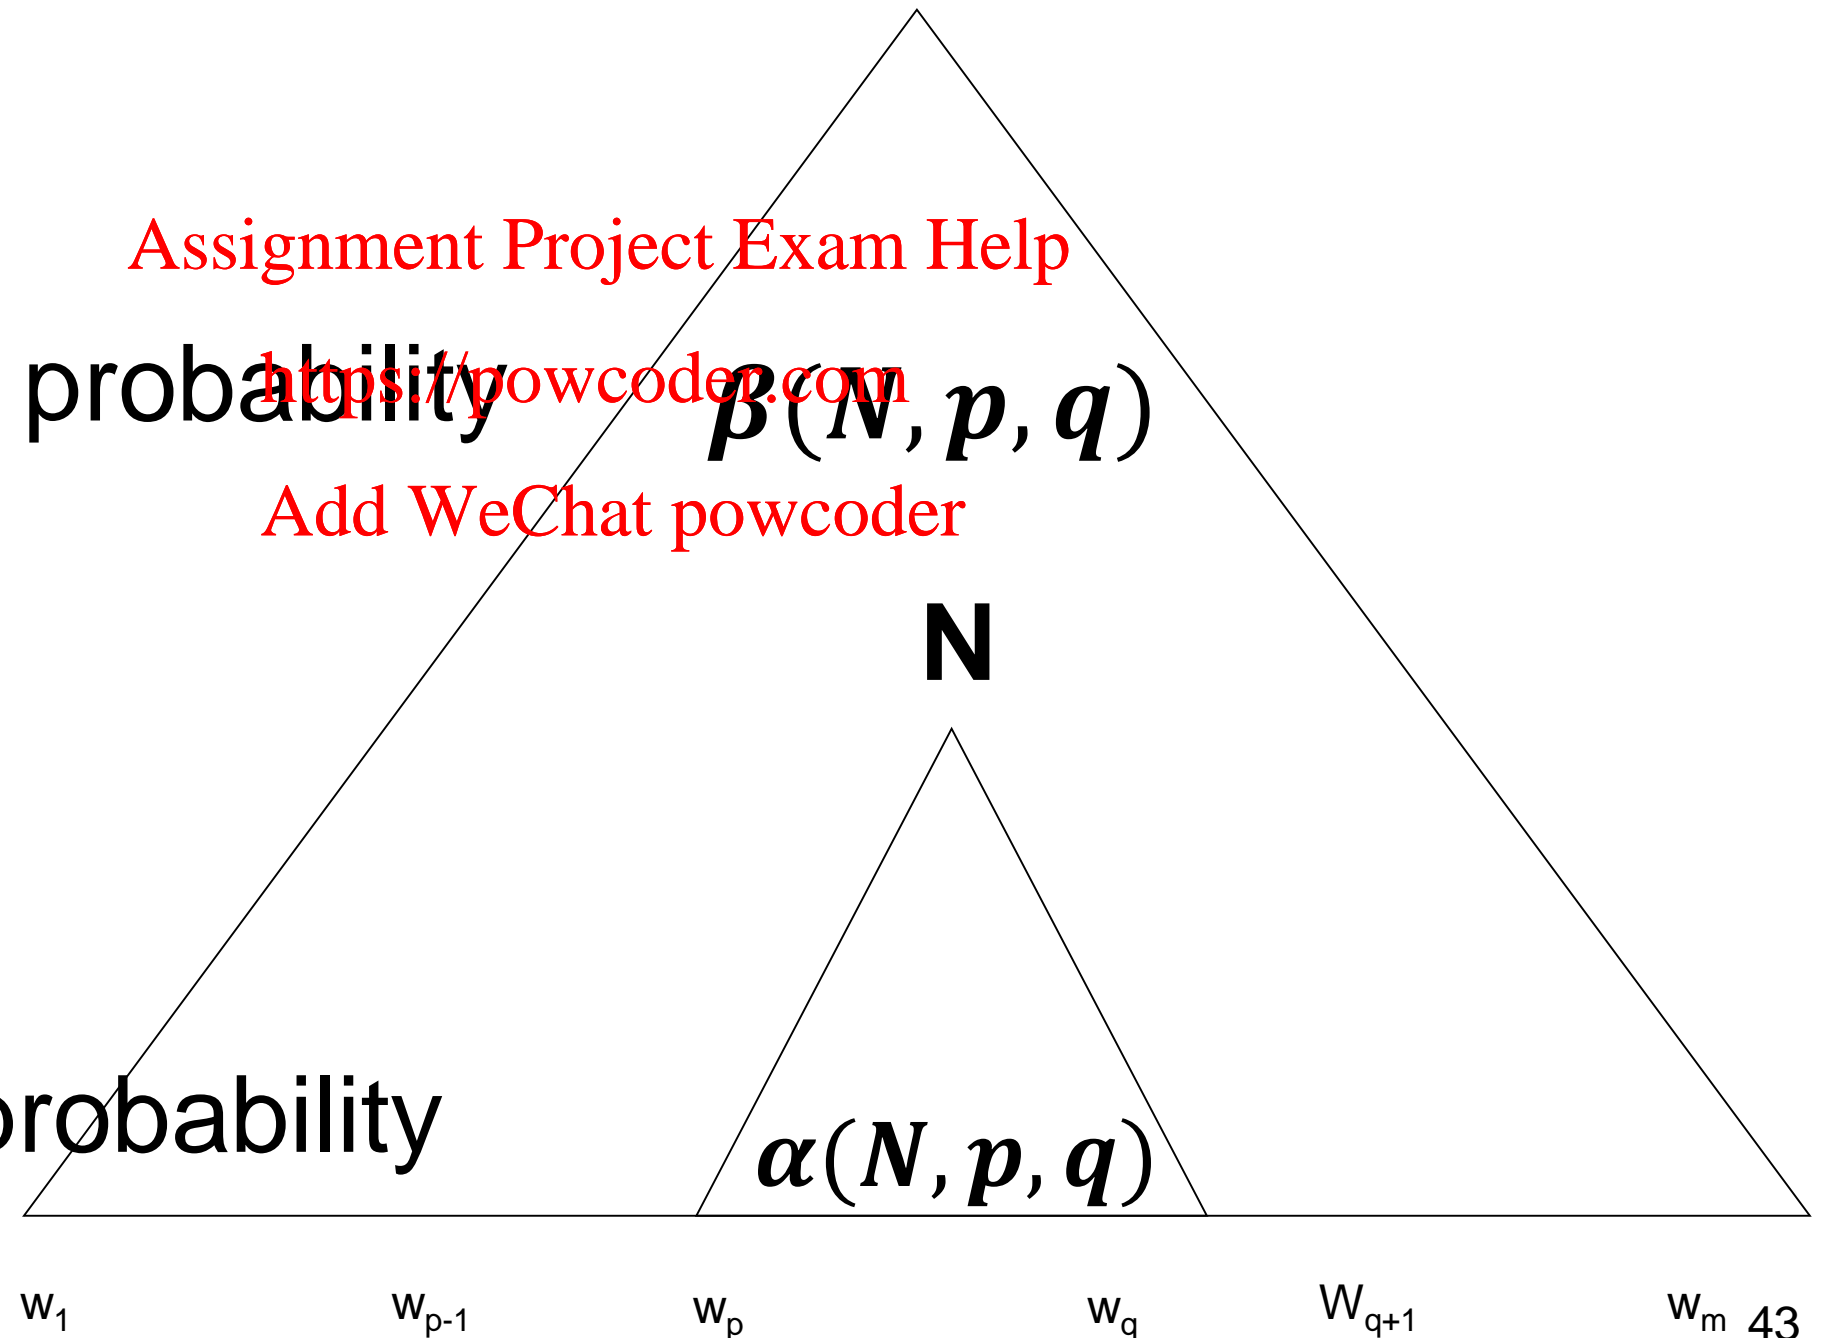 Assignment Project Exam Help
probability
https://powcoder.com
β(N, p, q)
Add WeChat powcoder
N
probability
α(N, p, q)
w1 wp-1 wp wq Wq+1 wm 43